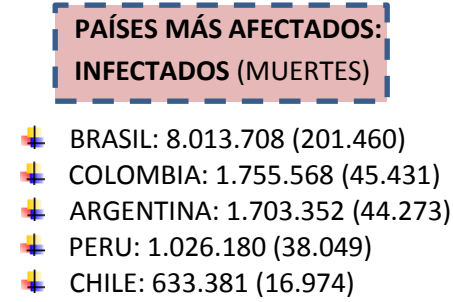 PAÍSES MÁS AFECTADOS:
INFECTADOS (MUERTES)
BRASIL: 8.013.708 (201.460)
COLOMBIA: 1.755.568 (45.431)
ARGENTINA: 1.703.352 (44.273)
PERU: 1.026.180 (38.049)
CHILE: 633.381 (16.974)